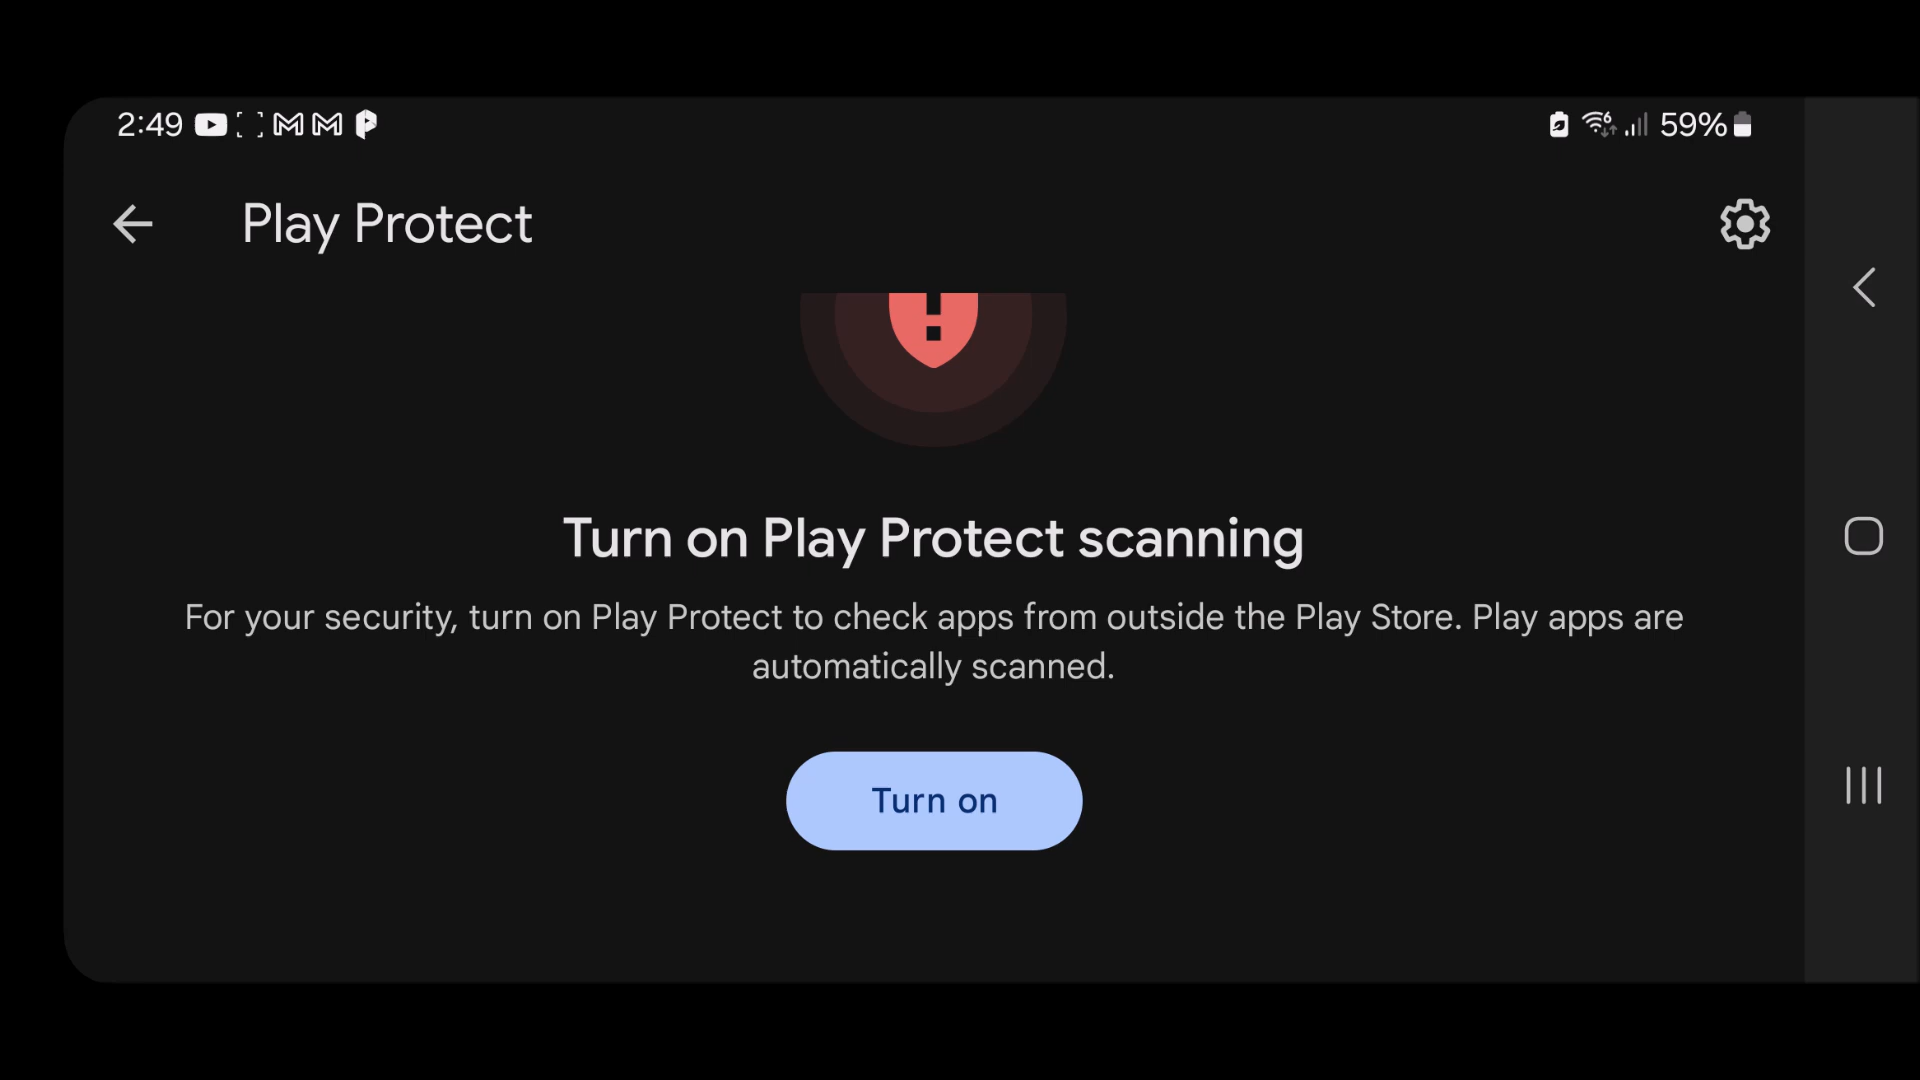 2:49
59%
Play Protect
Turn on Play Protect scanning
For your security, turn on Play Protect to check apps from outside the Play Store. Play apps are
automatically scanned.
Turn on